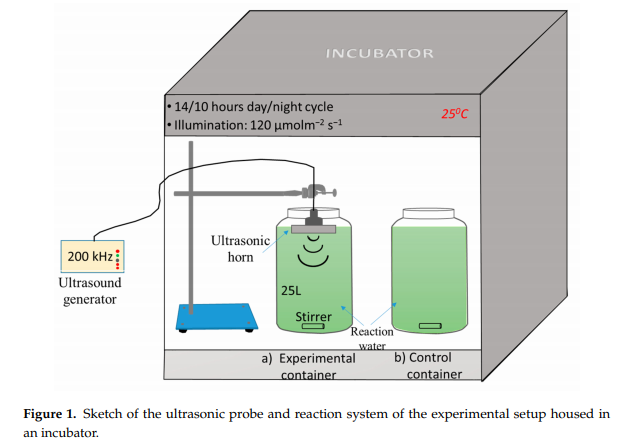 INCUBATOR
• 14/10 hours day/night cycle
• Illumination: 120 µmolm⁻² s⁻¹
25⁰C
200 kHz
Ultrasound
generator
Ultrasonic
horn
25L
Stirrer
Reaction
water
a) Experimental
container
b) Control
container
Figure 1. Sketch of the ultrasonic probe and reaction system of the experimental setup housed in
an incubator.